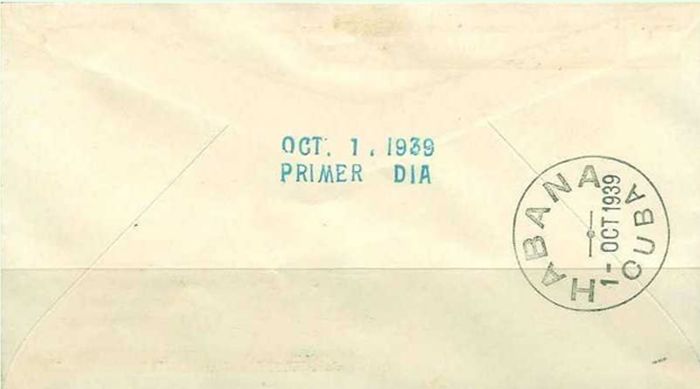 OCT. 1, 1939
PRIMER DIA
HABANA
1- OCT 1939
CUBA